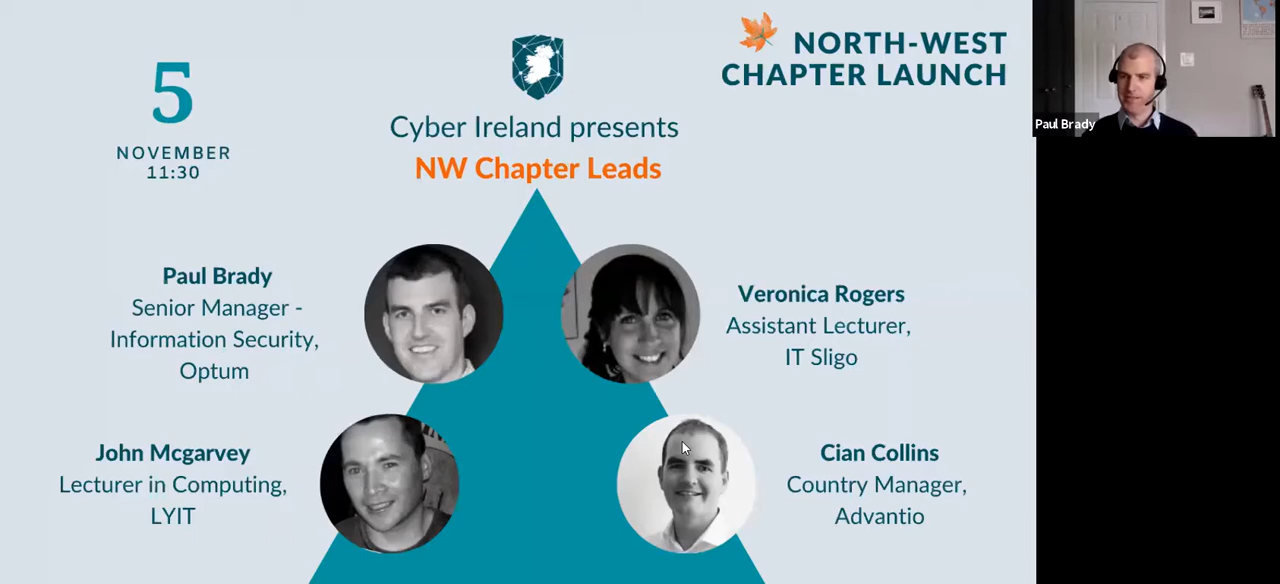 5
NOVEMBER
11:30
Cyber Ireland presents
NW Chapter Leads
NORTH-WEST
CHAPTER LAUNCH
Paul Brady
Paul Brady
Senior Manager -
Information Security,
Optum
Veronica Rogers
Assistant Lecturer,
IT Sligo
John Mcgarvey
Lecturer in Computing,
LYIT
Cian Collins
Country Manager,
Advantio